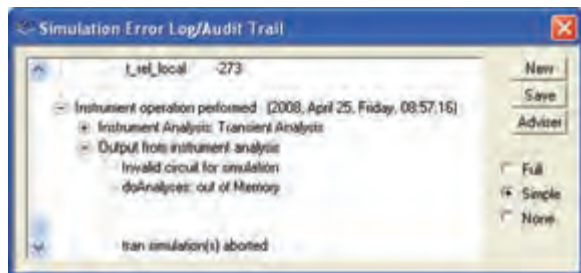 Simulation Error Log/Audit Trail
t_rel_local -273
Instrument operation performed (2008, April 25, Friday, 08:57:16)
Instrument Analysis: Transient Analysis
Output from instrument analysis
Invalid circuit for simulation
doAnalyces: out of Memory
tran simulation(s) aborted
New
Save
Adviser
Full
Simple
None